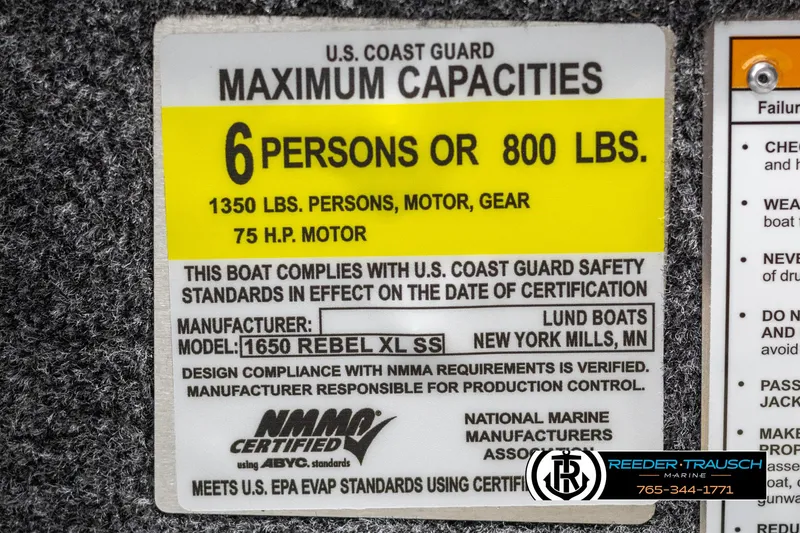 U.S. COAST GUARD
MAXIMUM CAPACITIES
6 PERSONS OR 800 LBS.
1350 LBS. PERSONS, MOTOR, GEAR
75 H.P. MOTOR
THIS BOAT COMPLIES WITH U.S. COAST GUARD SAFETY
STANDARDS IN EFFECT ON THE DATE OF CERTIFICATION
MANUFACTURER: LUND BOATS
MODEL: 1650 REBEL XL SS NEW YORK MILLS, MN
DESIGN COMPLIANCE WITH NMMA REQUIREMENTS IS VERIFIED.
MANUFACTURER RESPONSIBLE FOR PRODUCTION CONTROL.
NMMA®
CERTIFIED
using ABYC. standards
NATIONAL MARINE
MANUFACTURERS
MEETS U.S. EPA EVAP STANDARDS USING
REEDER·TRAUSCH
MARINE
765-344-1771
and
WEA
boat
NEVE
of dru
DO N
AND
avoid
PASS
JACK
MAKE
PROP